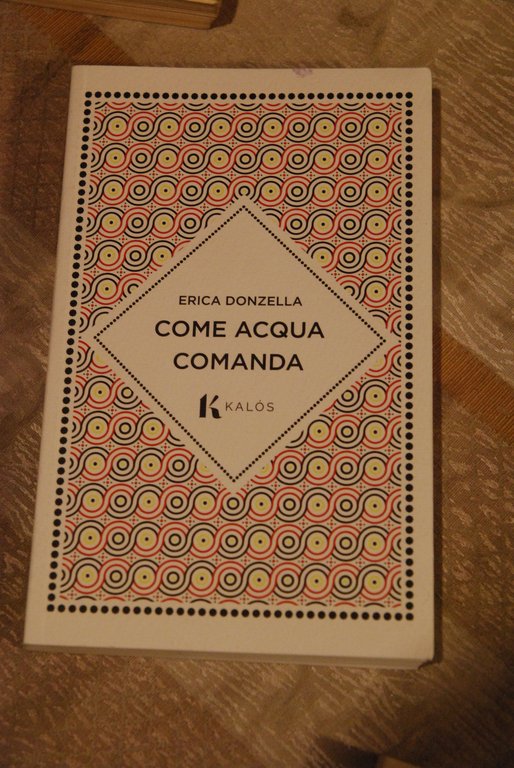 ERICA DONZELLA
COME ACQUA
COMANDA
K KALÓS